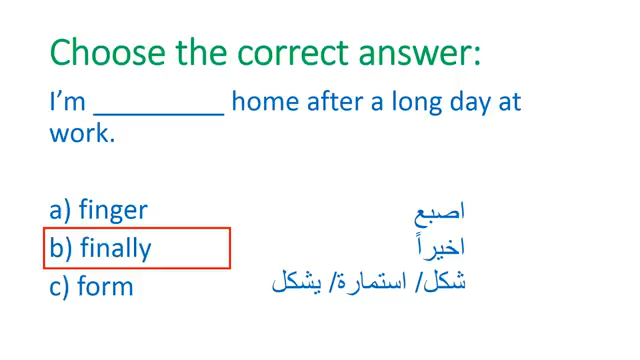 Choose the correct answer:
I’m _________ home after a long day at
work.
a) finger اصبع
b) finally اخيراً
c) form شكل/ استمارة/ يشكل